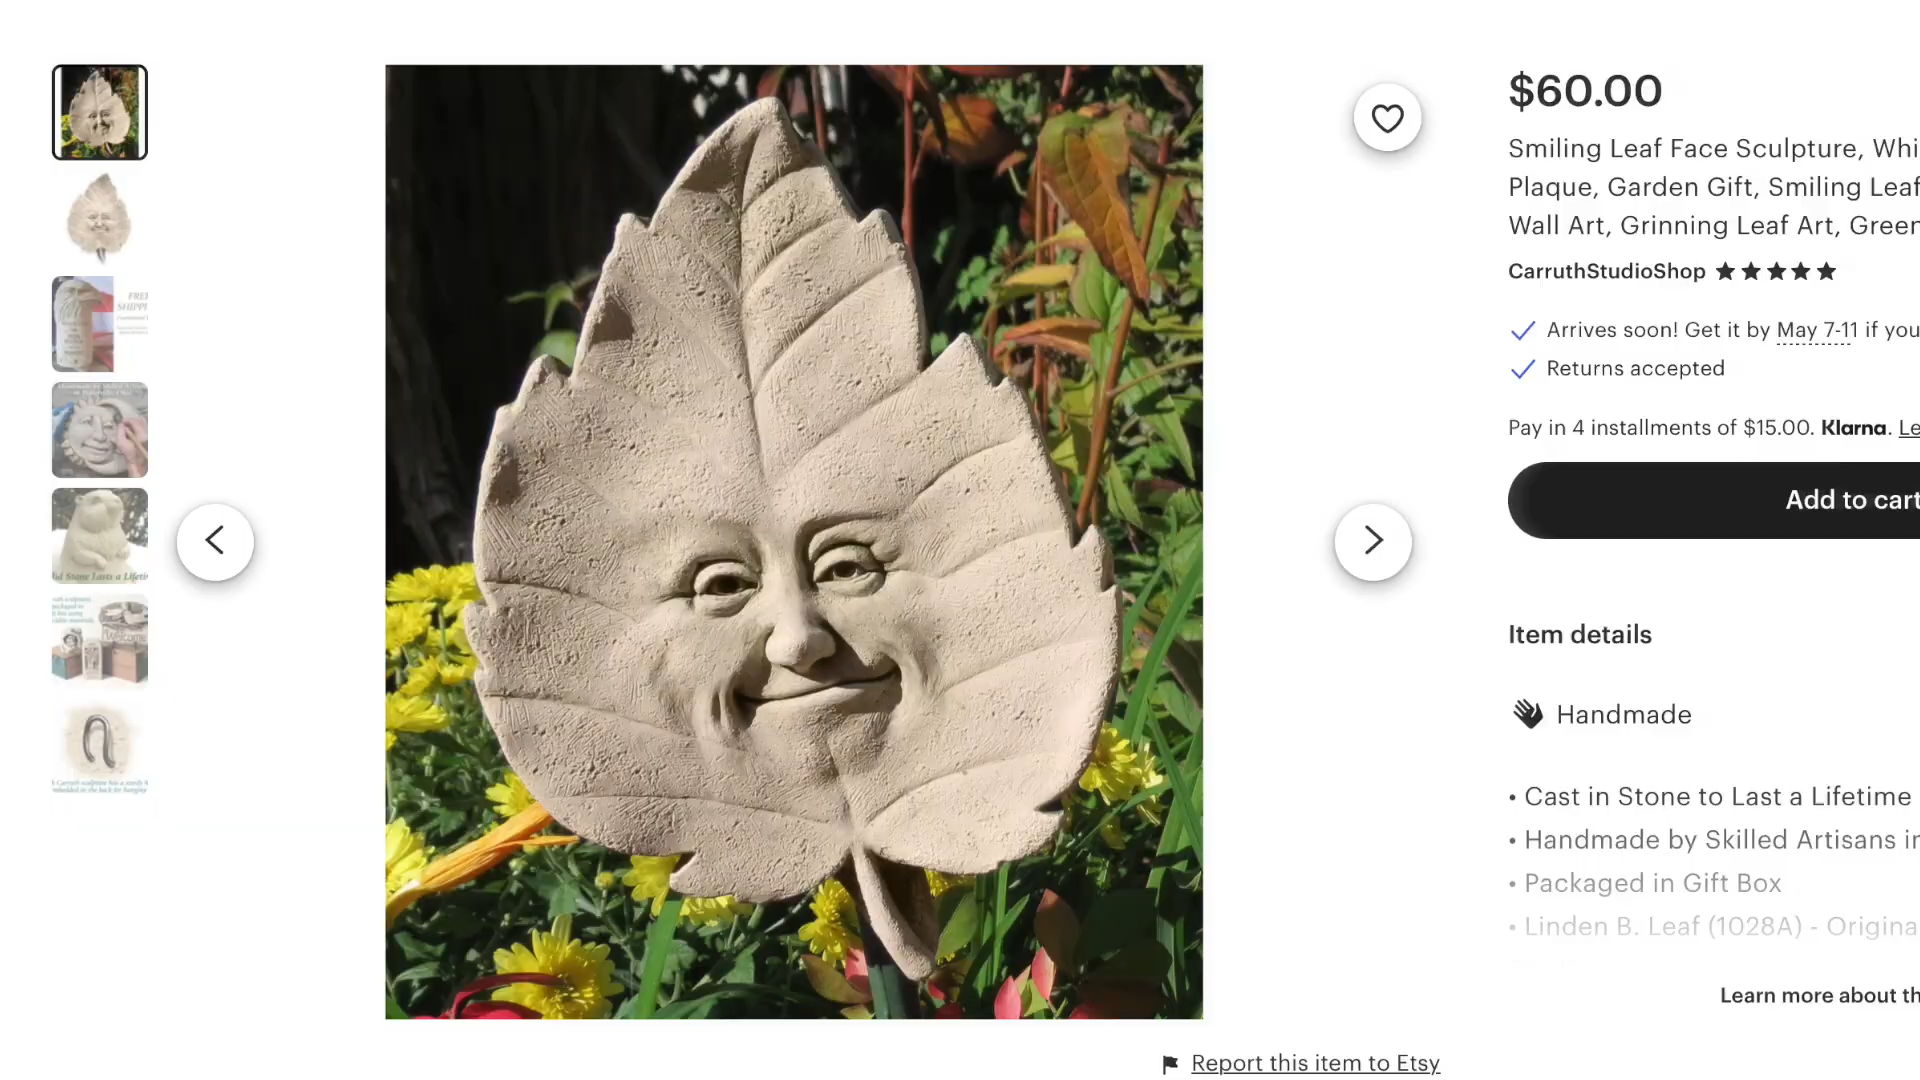 $60.00
Smiling Leaf Face Sculpture, Whi
Plaque, Garden Gift, Smiling Leaf
Wall Art, Grinning Leaf Art, Green
CarruthStudioShop
Arrives soon! Get it by May 7-11 if you
Returns accepted
Pay in 4 installments of $15.00. Klarna. Le
Add to cart
Item details
Handmade
• Cast in Stone to Last a Lifetime
• Handmade by Skilled Artisans in
• Packaged in Gift Box
• Linden B. Leaf (1028A) - Origina
Learn more about th
Report this item to Etsy